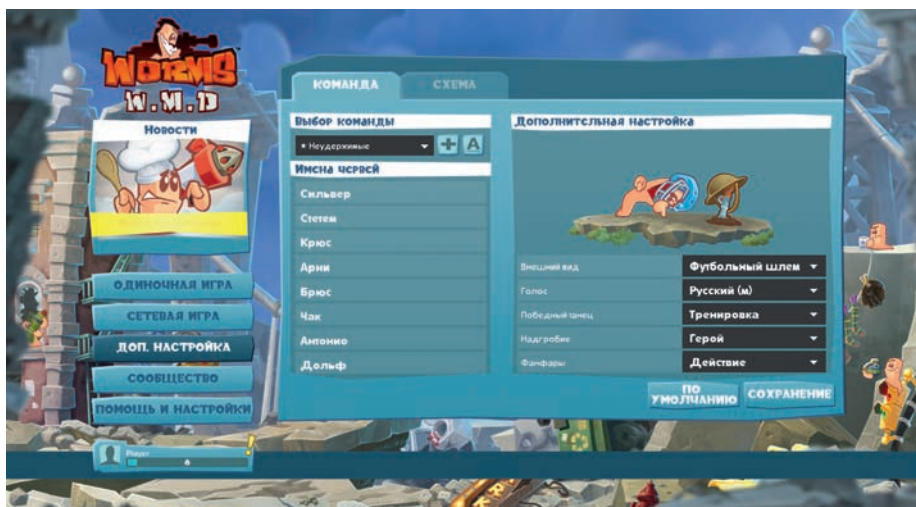 WORMS
W.M.D
Новости
КОМАНДА
СХЕМА
Выбор команды
* Неудержимые
A
Имена червей
Сильвер
Стетем
Крюс
Арни
Брюс
Чак
Антонио
Дольф
Дополнительная настройка
Внешний вид
Футбольный шлем
Голос
Русский (м)
Победный танец
Тренировка
Надгробие
Герой
Фанфары
Действие
ПО
УМОЛЧАНИЮ
СОХРАНЕНИЕ
ОДИНОЧНАЯ ИГРА
СЕТЕВАЯ ИГРА
ДОП. НАСТРОЙКА
СООБЩЕСТВО
ПОМОЩЬ И НАСТРОЙКИ
Player